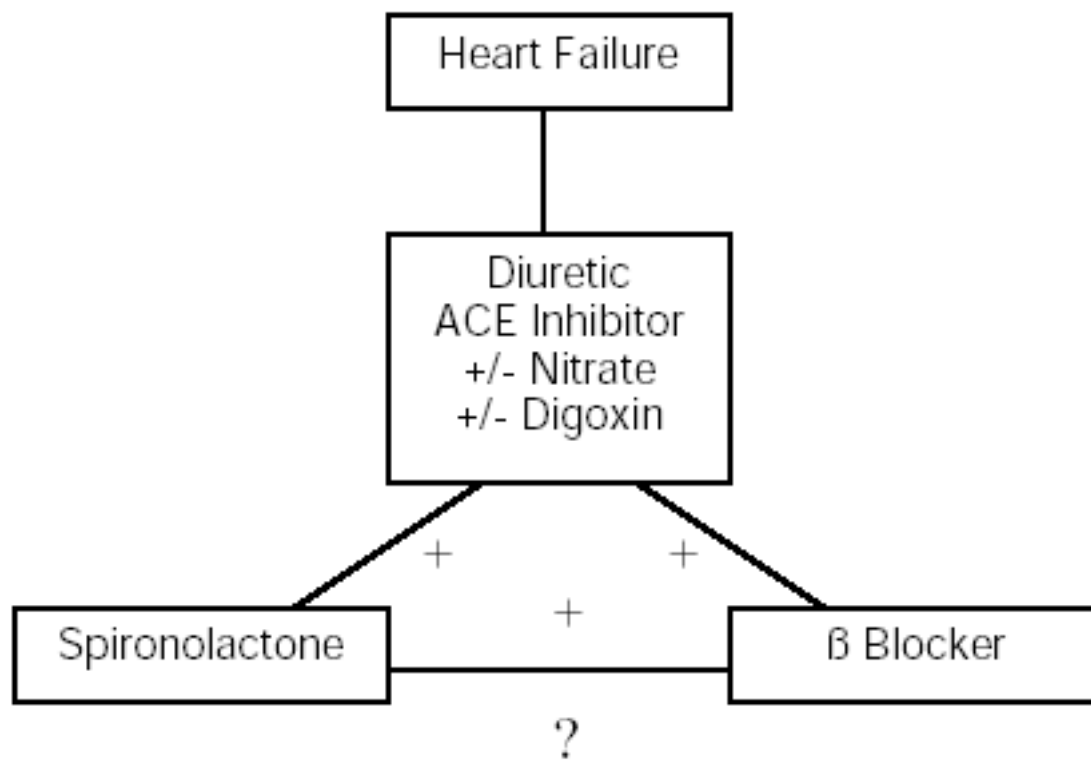 Heart Failure
Diuretic
ACE Inhibitor
+/- Nitrate
+/- Digoxin
+ +
+
Spironolactone
ß Blocker
?